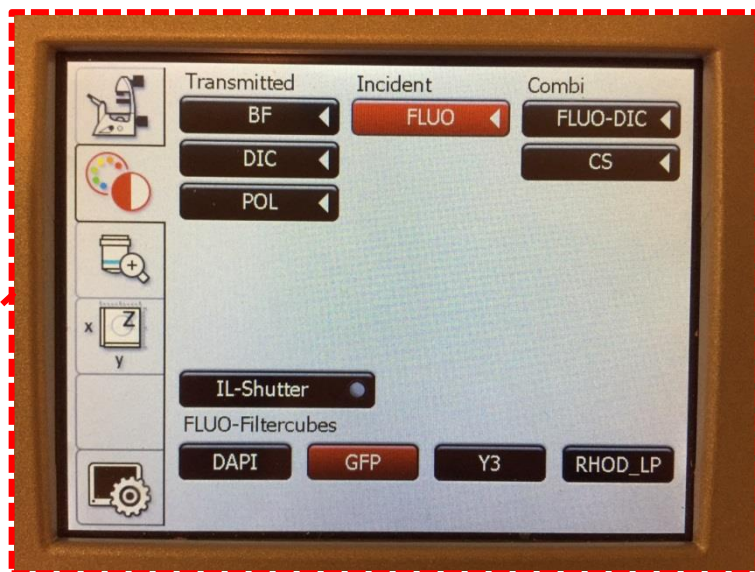 Transmitted Incident Combi
BF FLUO FLUO-DIC
DIC CS
POL
x Z
y
IL-Shutter
FLUO-Filtercubes
DAPI GFP Y3 RHOD_LP